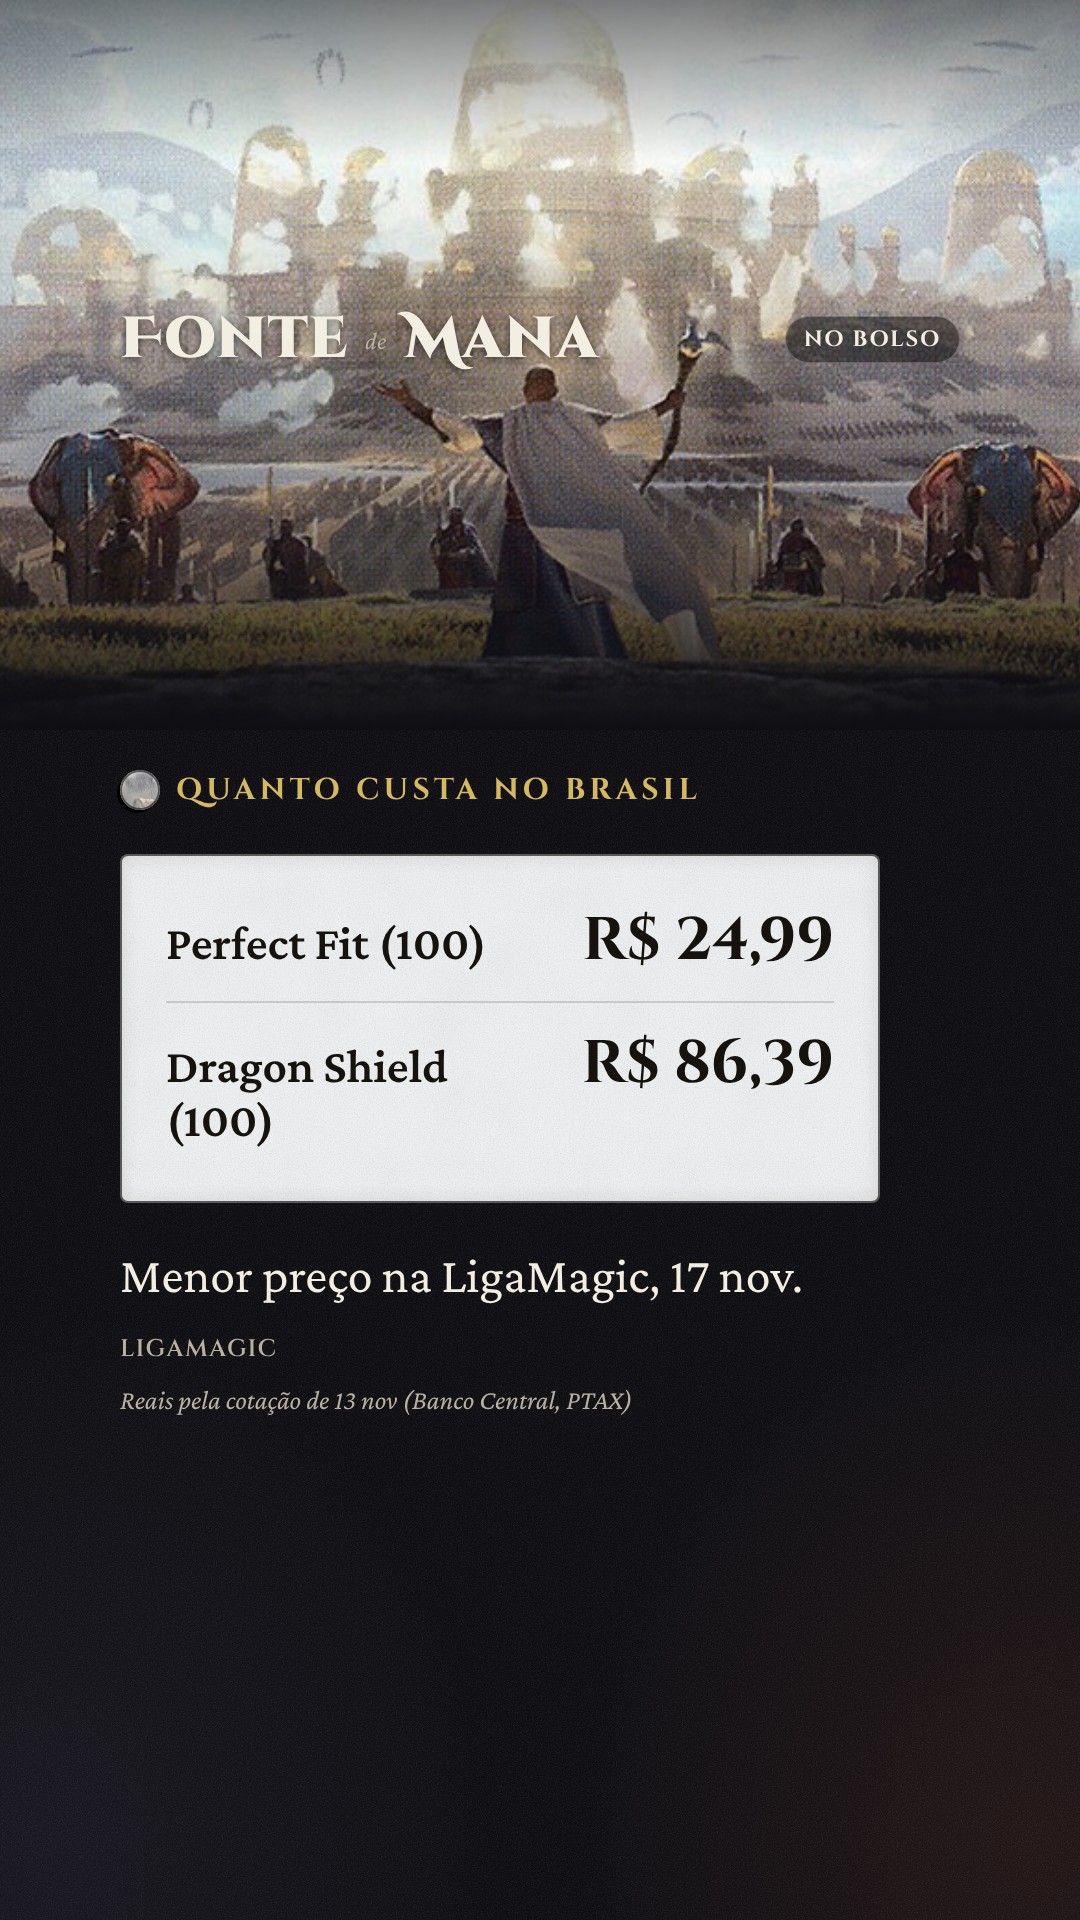 Fonte de Mana
NO BOLSO
QUANTO CUSTA NO BRASIL
Perfect Fit (100) R$ 24,99
Dragon Shield R$ 86,39
(100)
Menor preço na LigaMagic, 17 nov.
LIGAMAGIC
Reais pela cotação de 13 nov (Banco Central, PTAX)